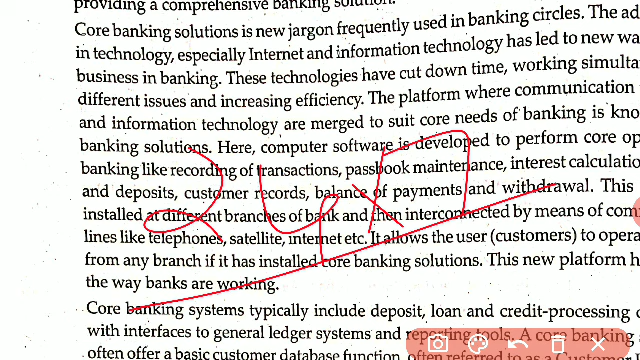 providing a comprehensive banking solution.
Core banking solutions is new jargon frequently used in banking circles. The ad
in technology, especially Internet and information technology has led to new wa
business in banking. These technologies have cut down time, working simulta
different issues and increasing efficiency. The platform where communication
and information technology are merged to suit core needs of banking is kno
banking solutions. Here, computer software is developed to perform core op
banking like recording of transactions, passbook maintenance, interest calculatio
and deposits, customer records, balance of payments and withdrawal. This
installed at different branches of bank and then interconnected by means of com
lines like telephones, satellite, internet etc. It allows the user (customers) to opera
from any branch if it has installed core banking solutions. This new platform h
the way banks are working.
Core banking systems typically include deposit, loan and credit-processing c
with interfaces to general ledger systems and reporting tools. A core banking
often offer a basic customer database function, often referred to as a Custom